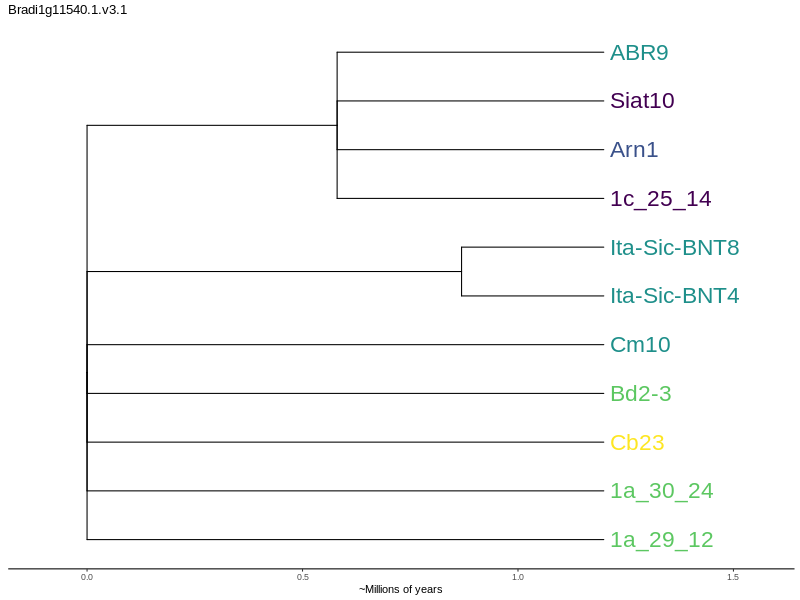 Bradi1g11540.1.v3.1
ABR9
Siat10
Arn1
1c_25_14
Ita-Sic-BNT8
Ita-Sic-BNT4
Cm10
Bd2-3
Cb23
1a_30_24
1a_29_12
0.0 0.5 1.0 1.5
~Millions of years